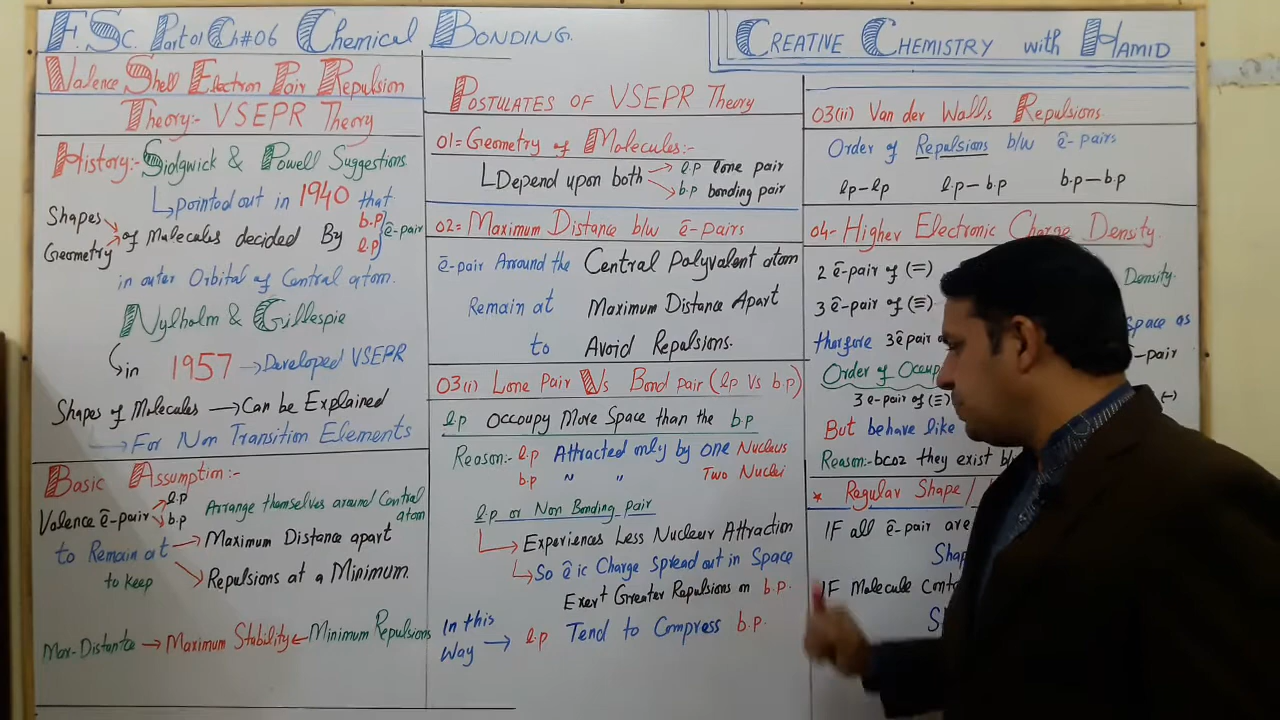 F.Sc. Part 01 Ch#06 Chemical Bonding.
Creative Chemistry with Hamid
Valence Shell Electron Pair Repulsion
Theory:- VSEPR Theory
History:- Sidgwick & Powell Suggestions
pointed out in 1940 that
Shapes
Geometry
of Molecules decided By
b.p
l.p
ē-pair
in outer Orbital of Central atom.
Nylholm & Gillespie
in 1957 → Developed VSEPR
Shapes of Molecules → Can be Explained
→ For Non Transition Elements
Basic Assumption:-
Valence ē-pair
l.p
b.p
Arrange themselves around Central
atom
to Remain at → Maximum Distance apart
to keep
Repulsions at a Minimum.
Max-Distance → Maximum Stability ← Minimum Repulsions
Postulates of VSEPR Theory
01= Geometry of Molecules:-
Depend upon both
l.p lone pair
b.p bonding pair
02= Maximum Distance b/w ē-pairs
ē-pair Arround the Central Polyvalent atom
Remain at Maximum Distance Apart
to Avoid Repulsions.
03(i) Lone Pair Vs Bond pair (lp Vs b.p)
l.p Occoupy More Space than the b.p
Reason:- l.p Attracted only by one Nucleus
b.p " " Two Nuclei
l.p or Non Bonding pair
Experiences Less Nuclear Attraction
So ē ic Charge Spread out in Space
Exert Greater Repulsions on b.p.
In this
Way → l.p Tend to Compress b.p.
03(ii) Van der Walls Repulsions
Order of Repulsions b/w ē-pairs
lp-lp l.p-b.p b.p-b.p
04- Higher Electronic Charge Density.
2 ē-pair of (=)
Density.
3 ē-pair of (≡)
thorfore 3ē pair
Space as
ē-pair
Order of
3 e-pair of (≡)
(-)
But behave like
Reason:- bcoz they exist
* Regular Shape /
IF all ē-pair are
IF Molecule